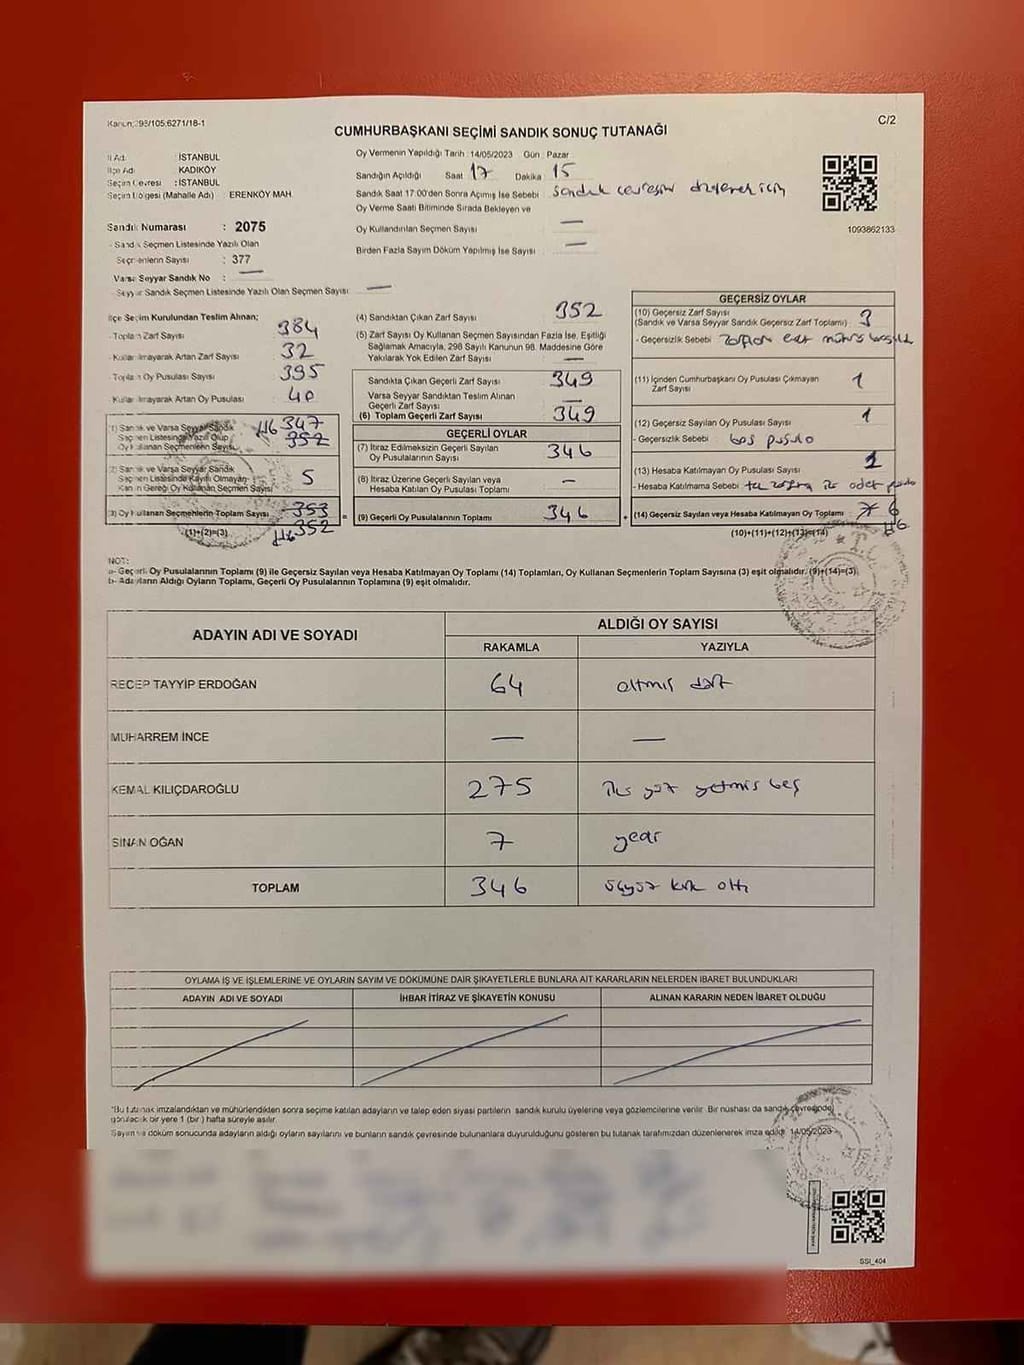 Kanun: 298/105;6271/18-1
C/2
CUMHURBAŞKANI SEÇİMİ SANDIK SONUÇ TUTANAĞI
İl Adı : İSTANBUL
İlçe Adı : KADIKÖY
Seçim Çevresi : İSTANBUL
Seçim Bölgesi (Mahalle Adı) ERENKÖY MAH
Oy Vermenin Yapıldığı Tarih : 14/05/2023 Gün : Pazar
Sandığın Açıldığı Saat 17 Dakika 15
Sandık Saat 17:00'den Sonra Açımış İse Sebebi sandık çevresini düzenlemek için
Oy Verme Saati Bitiminde Sırada Bekleyen ve
Oy Kullandırılan Seçmen Sayısı —
Birden Fazla Sayım Döküm Yapılmış İse Sayısı —
1093862133
Sandık Numarası : 2075
- Sandık Seçmen Listesinde Yazılı Olan
Seçmenlerin Sayısı : 377
Varsa Seyyar Sandık No : —
- Seyyar Sandık Seçmen Listesinde Yazılı Olan Seçmen Sayısı: —
İlçe Seçim Kurulundan Teslim Alınan;
- Toplam Zarf Sayısı 384
- Kullanılmayarak Artan Zarf Sayısı 32
- Toplam Oy Pusulası Sayısı 395
Kullanılmayarak Artan Oy Pusulası 40
(1) Sandık ve Varsa Seyyar Sandık
Seçmen Listesinde Yazılı Olup
Oy Kullanan Seçmenlerin Sayısı 347
352
(2) Sandık ve Varsa Seyyar Sandık
Seçmen Listesinde Kayıtlı Olmayan
Kanun Gereği Oy Kullanan Seçmen Sayısı 5
(3) Oy Kullanan Seçmenlerin Toplam Sayısı 353
352
(1)+(2)=(3)
(4) Sandıktan Çıkan Zarf Sayısı 352
(5) Zarf Sayısı Oy Kullanan Seçmen Sayısından Fazla İse, Eşitliği
Sağlamak Amacıyla, 298 Sayılı Kanunun 98. Maddesine Göre
Yakılarak Yok Edilen Zarf Sayısı —
Sandıkta Çıkan Geçerli Zarf Sayısı 349
Varsa Seyyar Sandıktan Teslim Alınan
Geçerli Zarf Sayısı —
(6) Toplam Geçerli Zarf Sayısı 349
GEÇERLİ OYLAR
(7) İtiraz Edilmeksizin Geçerli Sayılan
Oy Pusulalarının Sayısı 346
(8) İtiraz Üzerine Geçerli Sayılan veya
Hesaba Katılan Oy Pusulası Toplamı —
(9) Geçerli Oy Pusulalarının Toplamı 346
GEÇERSİZ OYLAR
(10) Geçersiz Zarf Sayısı
(Sandık ve Varsa Seyyar Sandık Geçersiz Zarf Toplamı) 3
- Geçersizlik Sebebi
(11) İçinden Cumhurbaşkanı Oy Pusulası Çıkmayan
Zarf Sayısı 1
(12) Geçersiz Sayılan Oy Pusulası Sayısı 1
- Geçersizlik Sebebi boş pusula
(13) Hesaba Katılmayan Oy Pusulası Sayısı 1
- Hesaba Katılmama Sebebi
(14) Geçersiz Sayılan veya Hesaba Katılmayan Oy Toplamı 7 6
(10)+(11)+(12)+(13)=(14)
NOT:
a- Geçerli Oy Pusulalarının Toplamı (9) ile Geçersiz Sayılan veya Hesaba Katılmayan Oy Toplamı (14) Toplamları, Oy Kullanan Seçmenlerin Toplam Sayısına (3) eşit olmalıdır. (9)+(14)=(3).
b- Adayların Aldığı Oyların Toplamı, Geçerli Oy Pusulalarının Toplamına (9) eşit olmalıdır.
ADAYIN ADI VE SOYADI
ALDIĞI OY SAYISI
RAKAMLA YAZIYLA
RECEP TAYYİP ERDOĞAN 64 altmış dört
MUHARREM İNCE — —
KEMAL KILIÇDAROĞLU 275 iki yüz yetmiş beş
SİNAN OĞAN 7 yedi
TOPLAM 346 üçyüz kırk altı
OYLAMA İŞ VE İŞLEMLERİNE VE OYLARIN SAYIM VE DÖKÜMÜNE DAİR ŞİKAYETLERLE BUNLARA AİT KARARLARIN NELERDEN İBARET BULUNDUKLARI
ADAYIN ADI VE SOYADI İHBAR İTİRAZ VE ŞİKAYETİN KONUSU ALINAN KARARIN NEDEN İBARET OLDUĞU
*Bu tutanak imzalandıktan ve mühürlendikten sonra seçime katılan adayların ve talep eden siyasi partilerin sandık kurulu üyelerine veya gözlemcilerine verilir. Bir nüshası da sandık çevresinde
görülecek bir yere 1 (bir) hafta süreyle asılır.
Sayım ve döküm sonucunda adayların aldığı oyların sayılarını ve bunların sandık çevresinde bulunanlara duyurulduğunu gösteren bu tutanak tarafımızdan düzenlenerek imza edildi. 14/05/2023
SSI_404